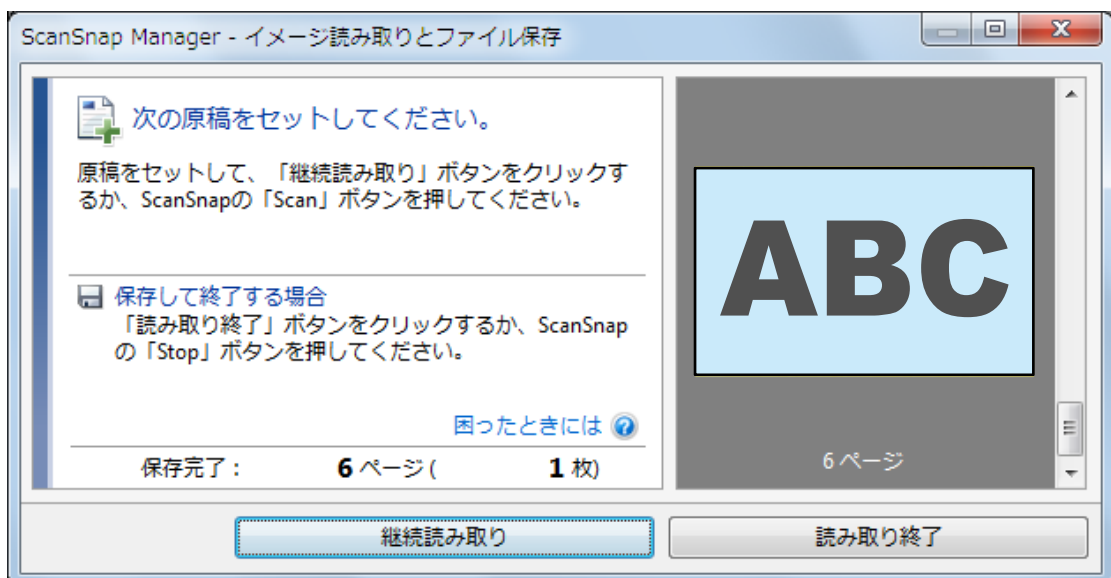 ScanSnap Manager - イメージ読み取りとファイル保存
次の原稿をセットしてください。
原稿をセットして、「継続読み取り」ボタンをクリックす
るか、ScanSnapの「Scan」ボタンを押してください。
保存して終了する場合
「読み取り終了」ボタンをクリックするか、ScanSnap
の「Stop」ボタンを押してください。
困ったときには
保存完了： 6 ページ ( 1 枚)
ABC
6 ページ
継続読み取り
読み取り終了